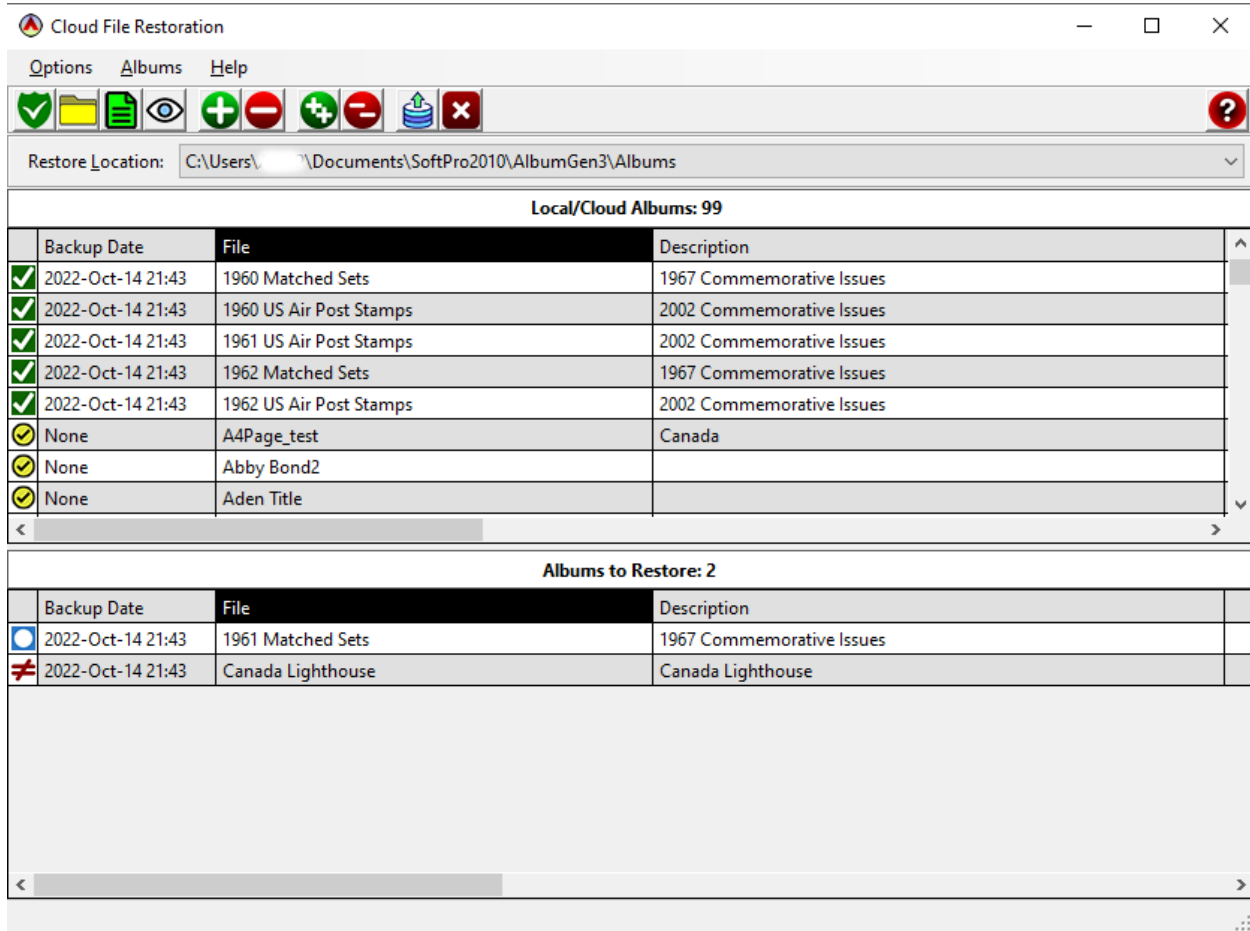 Cloud File Restoration
Options Albums Help
Restore Location: C:\Users\ \Documents\SoftPro2010\AlbumGen3\Albums
Local/Cloud Albums: 99
Backup Date File Description
2022-Oct-14 21:43 1960 Matched Sets 1967 Commemorative Issues
2022-Oct-14 21:43 1960 US Air Post Stamps 2002 Commemorative Issues
2022-Oct-14 21:43 1961 US Air Post Stamps 2002 Commemorative Issues
2022-Oct-14 21:43 1962 Matched Sets 1967 Commemorative Issues
2022-Oct-14 21:43 1962 US Air Post Stamps 2002 Commemorative Issues
None A4Page_test Canada
None Abby Bond2
None Aden Title
Albums to Restore: 2
Backup Date File Description
2022-Oct-14 21:43 1961 Matched Sets 1967 Commemorative Issues
2022-Oct-14 21:43 Canada Lighthouse Canada Lighthouse